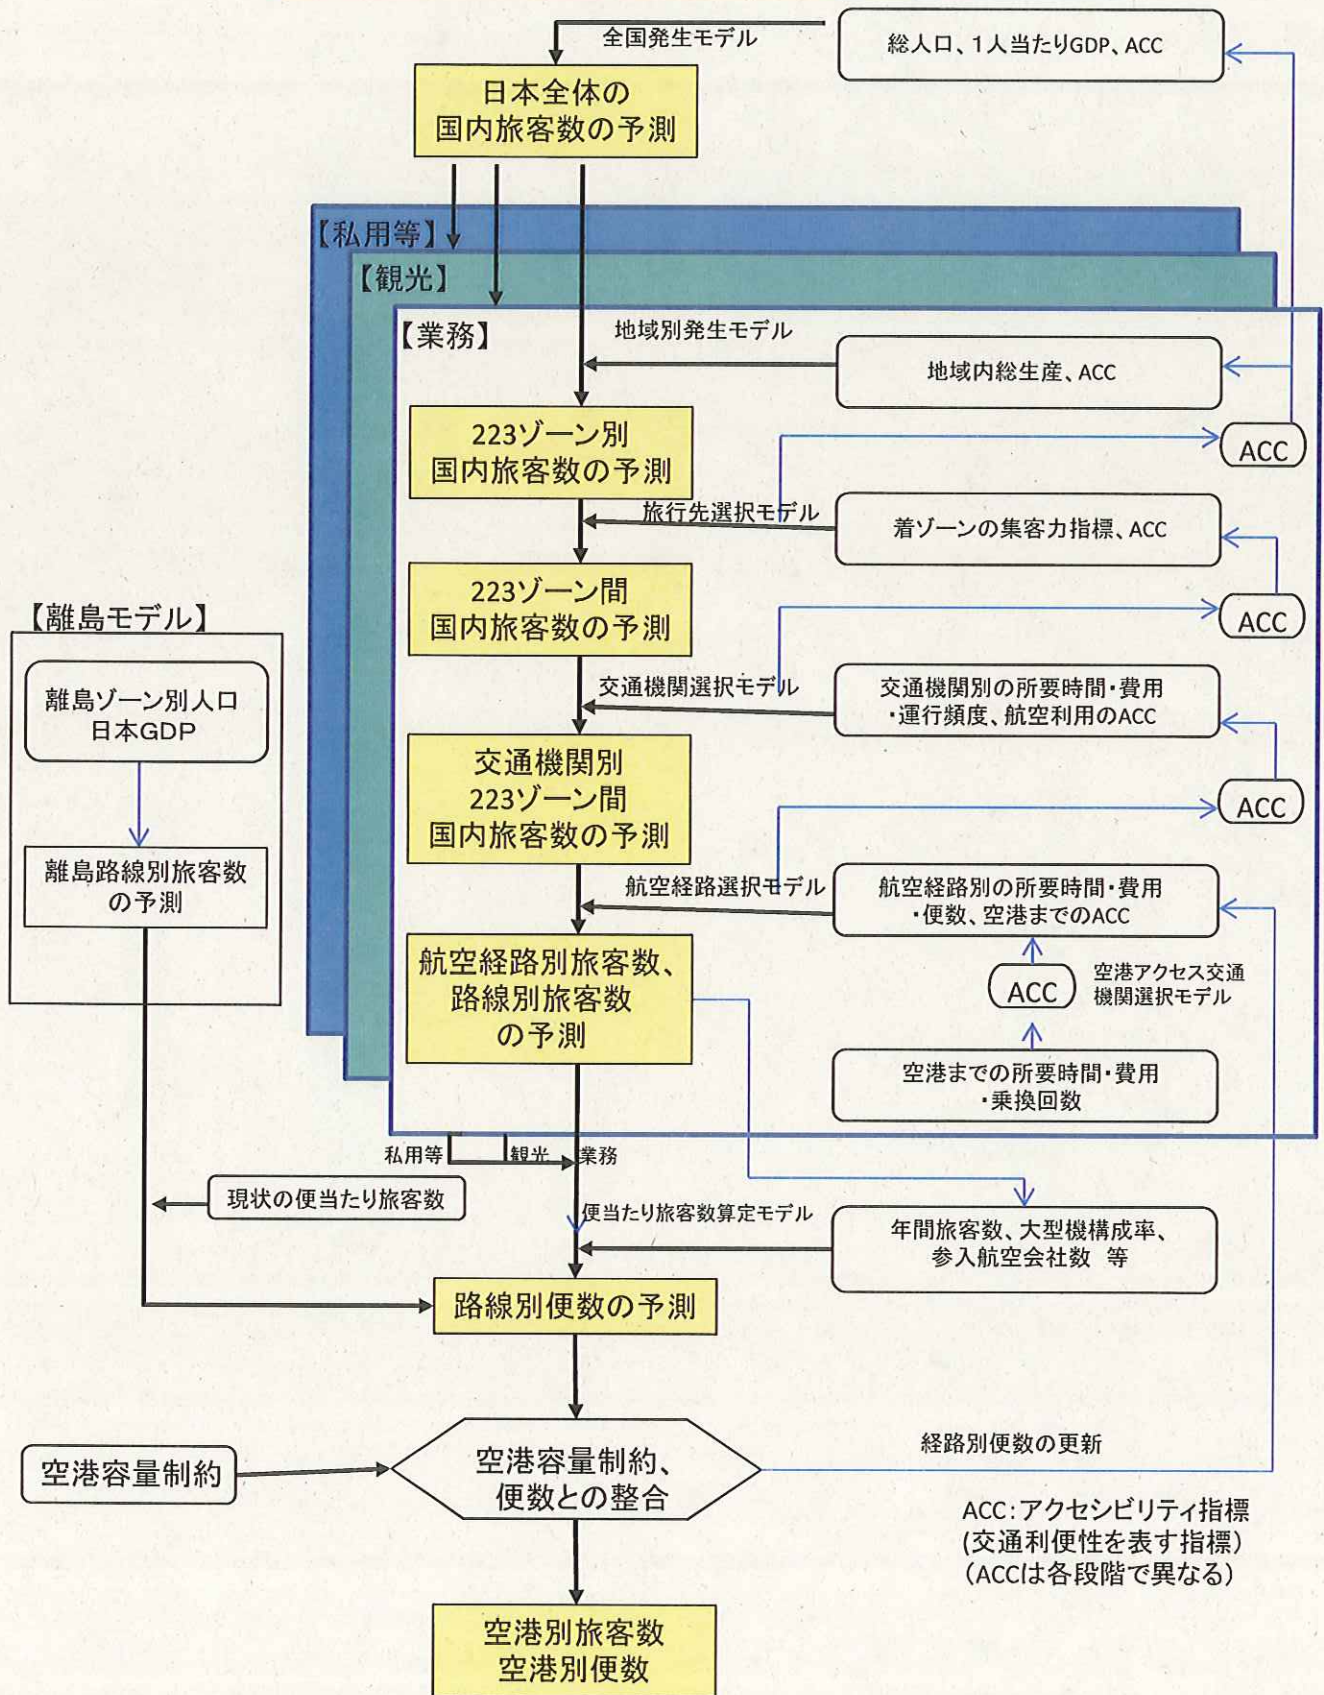 全国発生モデル
総人口、1人当たりGDP、ACC
日本全体の
国内旅客数の予測
【私用等】
【観光】
【業務】
地域別発生モデル
地域内総生産、ACC
223ゾーン別
国内旅客数の予測
ACC
旅行先選択モデル
着ゾーンの集客力指標、ACC
223ゾーン間
国内旅客数の予測
ACC
【離島モデル】
離島ゾーン別人口
日本GDP
離島路線別旅客数
の予測
交通機関選択モデル
交通機関別の所要時間・費用
・運行頻度、航空利用のACC
交通機関別
223ゾーン間
国内旅客数の予測
ACC
航空経路選択モデル
航空経路別の所要時間・費用
・便数、空港までのACC
航空経路別旅客数、
路線別旅客数
の予測
ACC
空港アクセス交通
機関選択モデル
空港までの所要時間・費用
・乗換回数
私用等
観光
業務
現状の便当たり旅客数
便当たり旅客数算定モデル
年間旅客数、大型機構成率、
参入航空会社数 等
路線別便数の予測
空港容量制約
空港容量制約、
便数との整合
経路別便数の更新
ACC:アクセシビリティ指標
(交通利便性を表す指標)
(ACCは各段階で異なる)
空港別旅客数
空港別便数